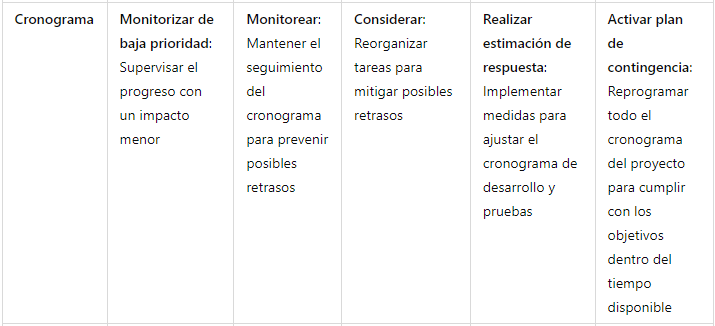 Cronograma
Monitorizar de
baja prioridad:
Supervisar el
progreso con
un impacto
menor
Monitorear:
Mantener el
seguimiento
del
cronograma
para prevenir
posibles
retrasos
Considerar:
Reorganizar
tareas para
mitigar posibles
retrasos
Realizar
estimación de
respuesta:
Implementar
medidas para
ajustar el
cronograma de
desarrollo y
pruebas
Activar plan
de
contingencia:
Reprogramar
todo el
cronograma
del proyecto
para cumplir
con los
objetivos
dentro del
tiempo
disponible